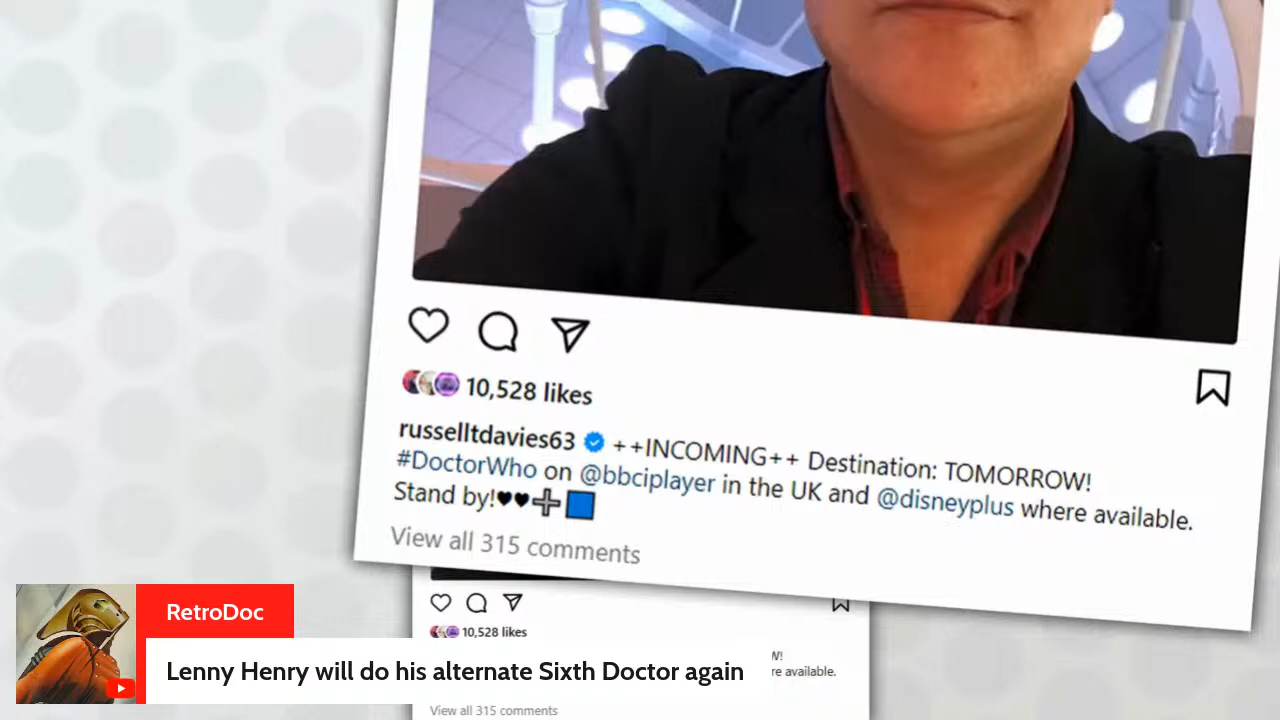 10,528 likes
russelltdavies63 ++INCOMING++ Destination: TOMORROW!
#DoctorWho on @bbciplayer in the UK and @disneyplus where available.
Stand by!🖤🖤➕🟦
View all 315 comments
10,528 likes
W!
re available.
View all 315 comments
RetroDoc
Lenny Henry will do his alternate Sixth Doctor again